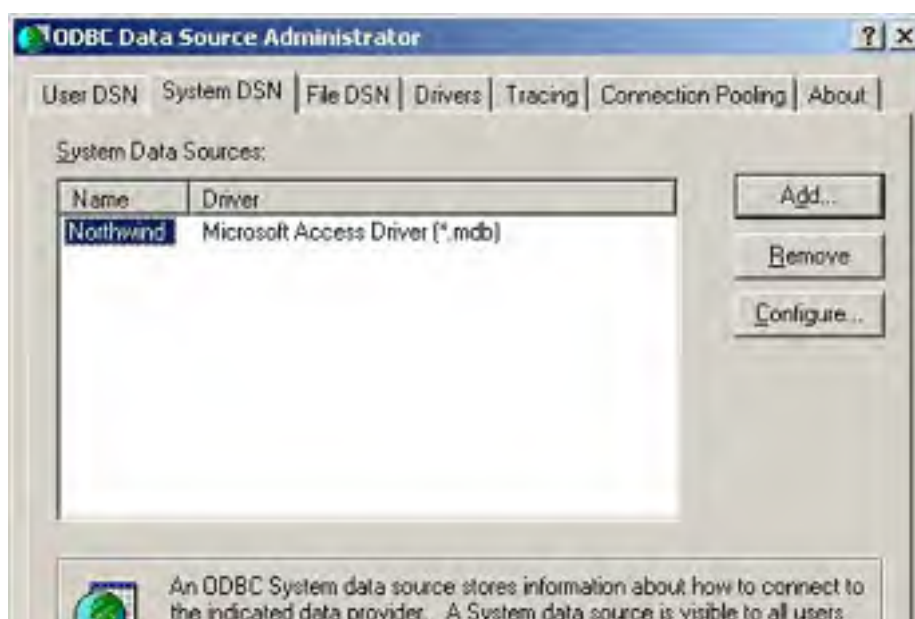 ODBC Data Source Administrator
User DSN System DSN File DSN Drivers Tracing Connection Pooling About
System Data Sources:
Name Driver
Northwind Microsoft Access Driver (*.mdb)
Add...
Remove
Configure...
An ODBC System data source stores information about how to connect to
the indicated data provider. A System data source is visible to all users